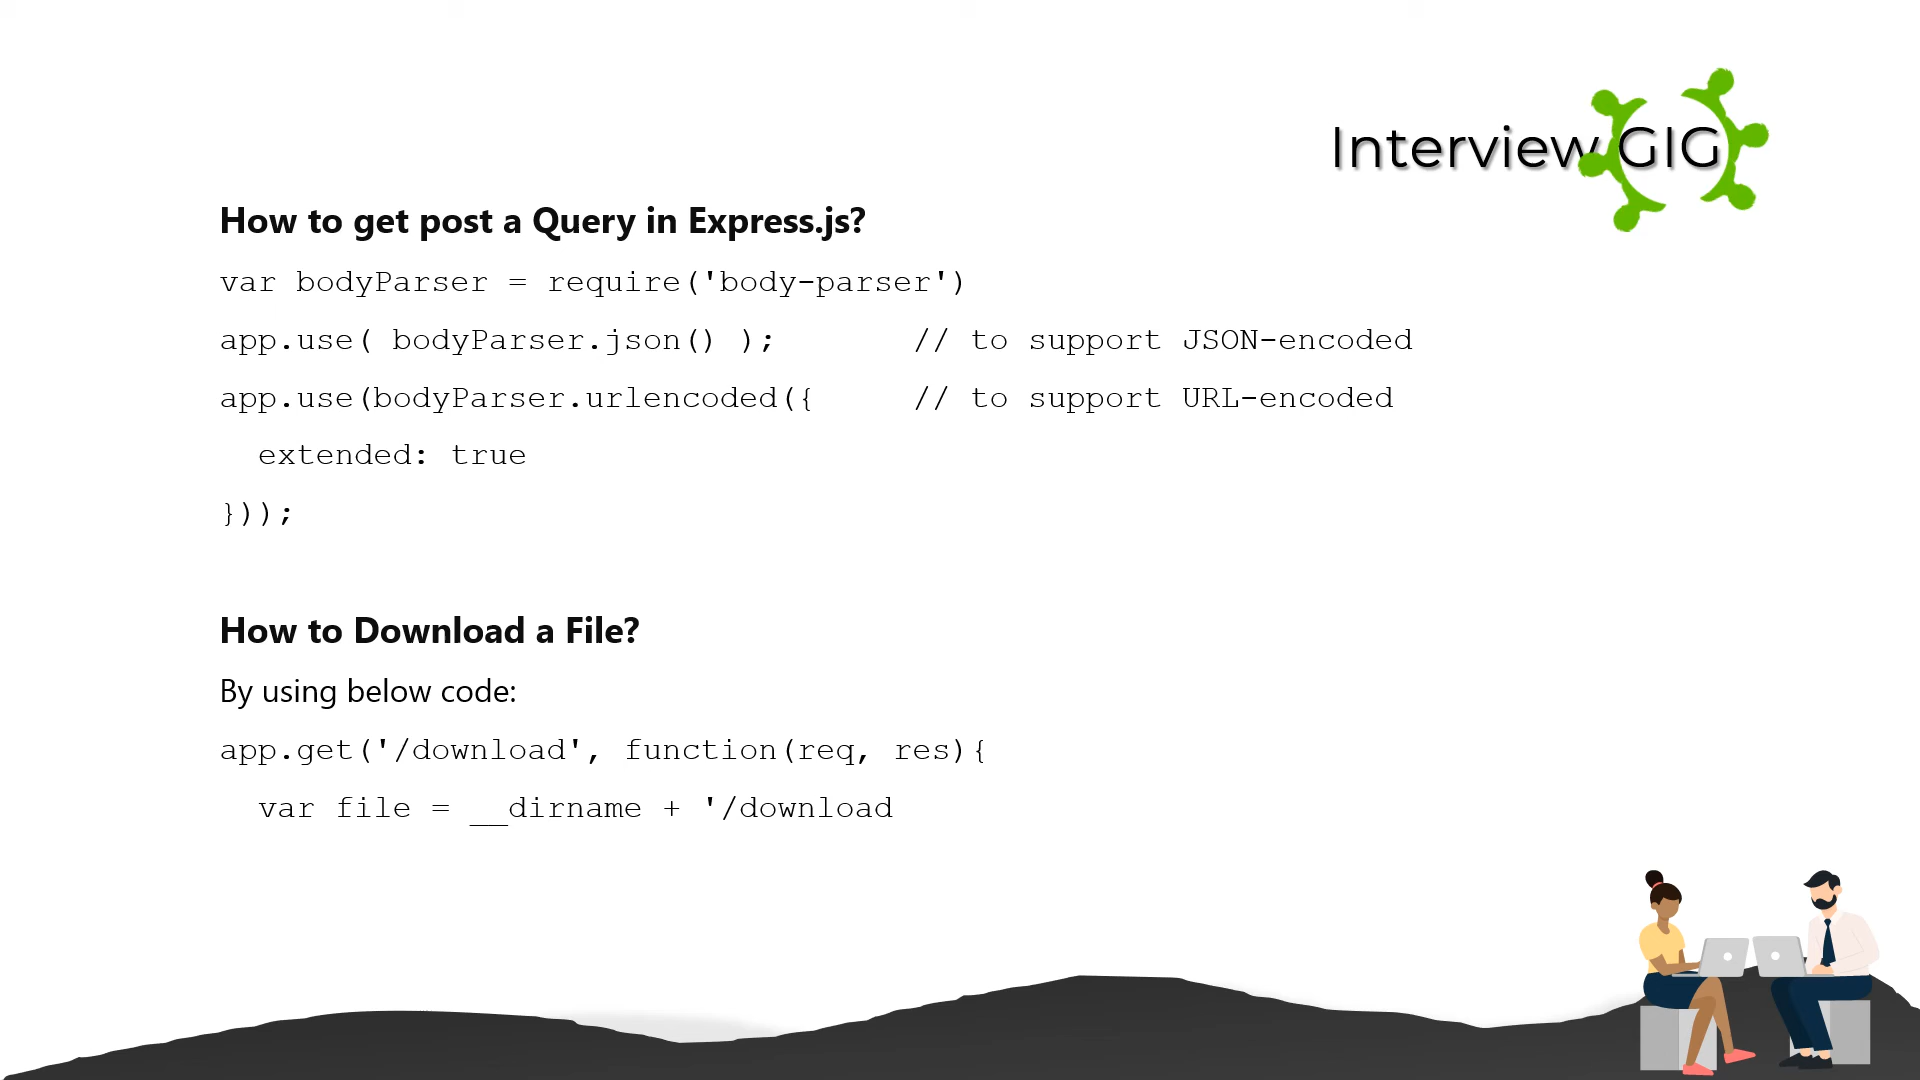 Interview GIG
How to get post a Query in Express.js?
var bodyParser = require('body-parser')
app.use( bodyParser.json() ); // to support JSON-encoded
app.use(bodyParser.urlencoded({ // to support URL-encoded
extended: true
}));
How to Download a File?
By using below code:
app.get('/download', function(req, res){
var file = __dirname + '/download